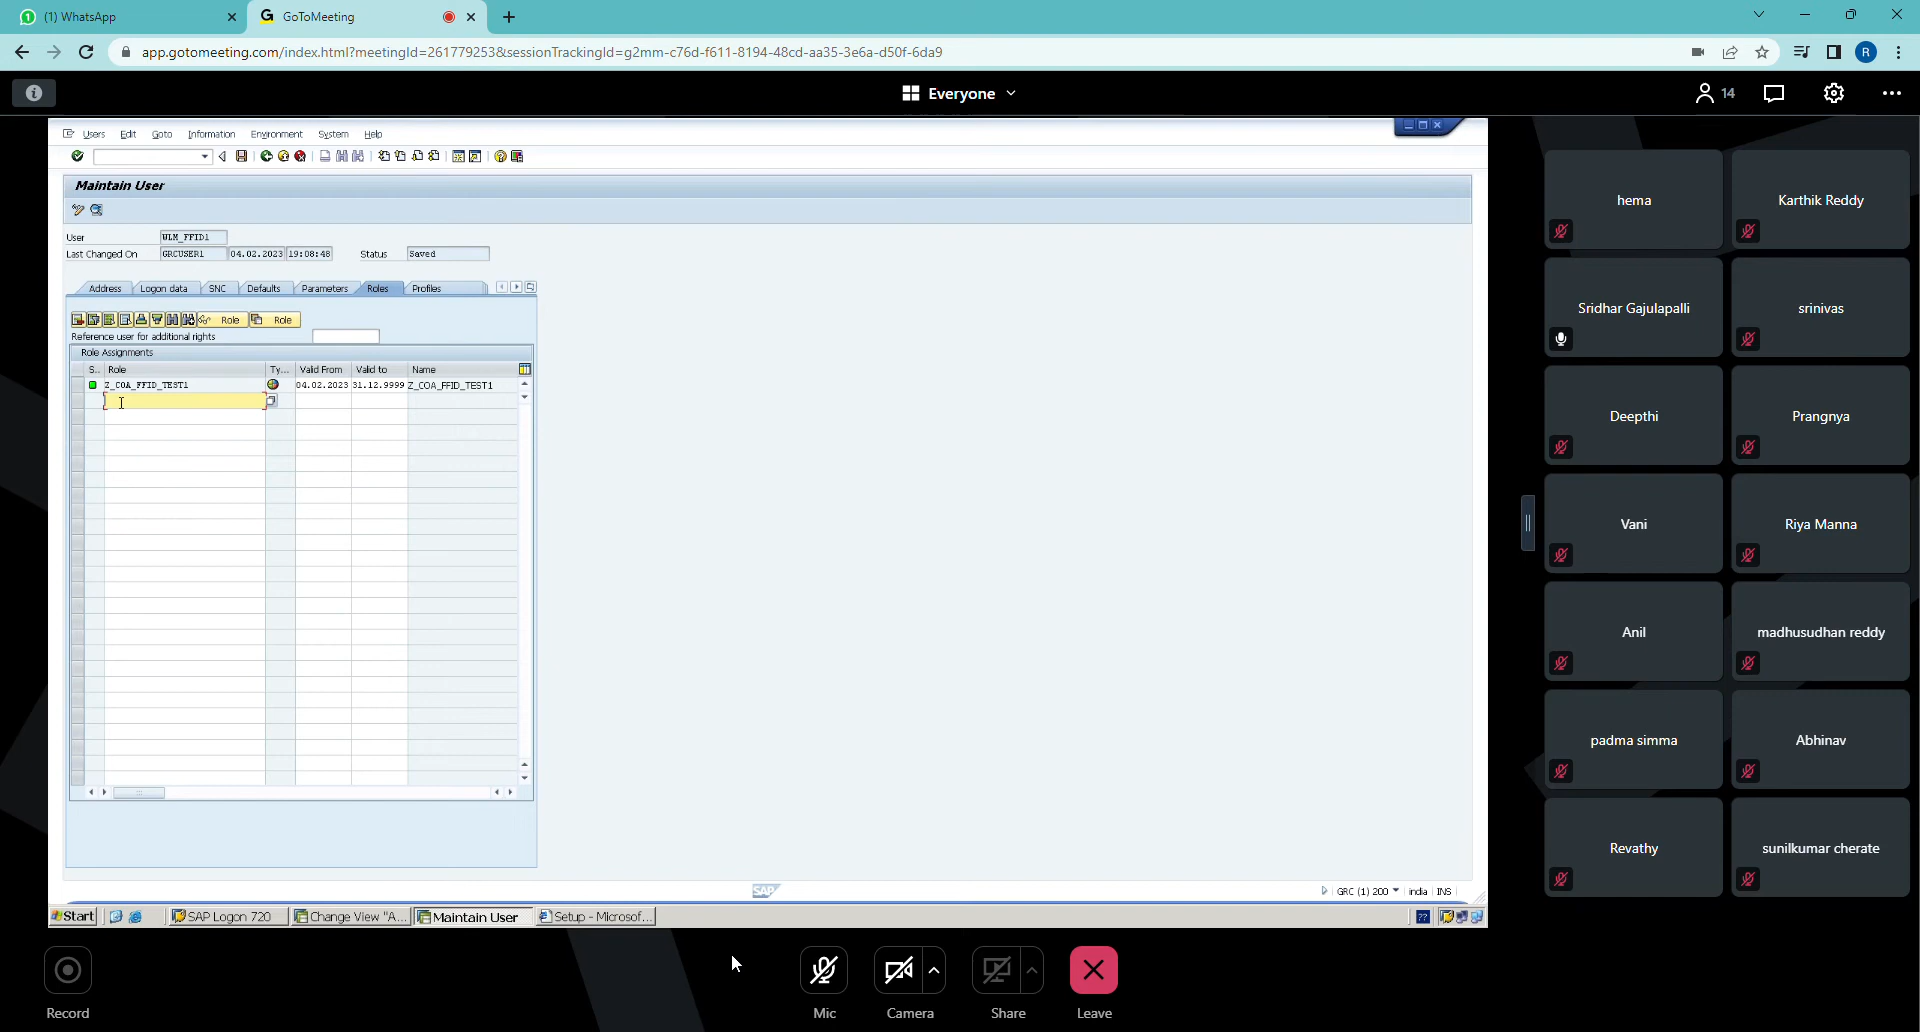 (1) WhatsApp
GoToMeeting
app.gotomeeting.com/index.html?meetingId=261779253&sessionTrackingId=g2mm-c76d-f611-8194-48cd-aa35-3e6a-d50f-6da9
R
Everyone
14
Users Edit Goto Information Environment System Help
Maintain User
User WLM_FFID1
Last Changed On GRCUSER1 04.02.2023 19:08:48 Status Saved
Address Logon data SNC Defaults Parameters Roles Profiles
Role Role
Reference user for additional rights
Role Assignments
S.. Role Ty... Valid From Valid to Name
Z_COA_FFID_TEST1 04.02.2023 31.12.9999 Z_COA_FFID_TEST1
SAP
GRC (1) 200 india INS
Start SAP Logon 720 Change View "A... Maintain User Setup - Microsof... ??
hema
Karthik Reddy
Sridhar Gajulapalli
srinivas
Deepthi
Prangnya
Vani
Riya Manna
Anil
madhusudhan reddy
padma simma
Abhinav
Revathy
sunilkumar cherate
Record Mic Camera Share Leave